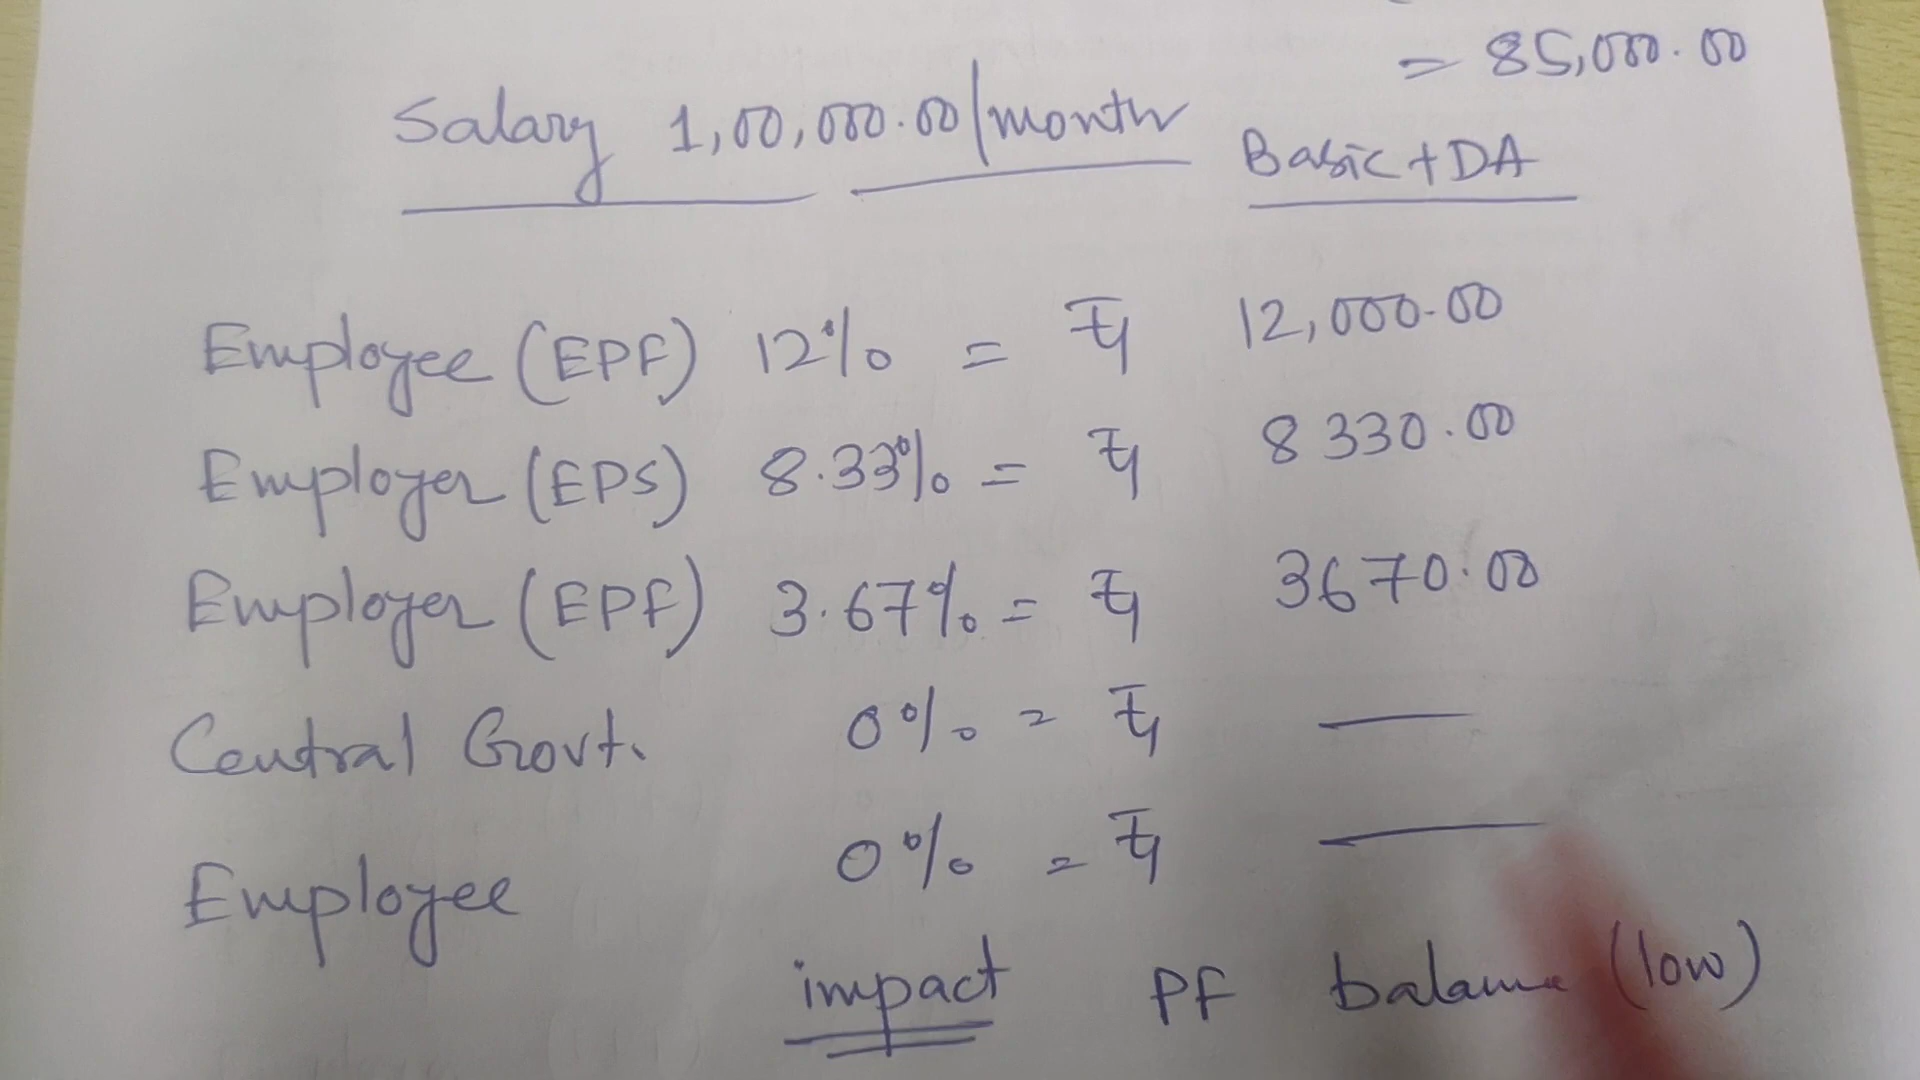 = 85,000.00
Salary 1,00,000.00/month Basic + DA
Employee (EPF) 12% = ₹ 12,000.00
Employer (EPS) 8.33% = ₹ 8330.00
Employer (EPF) 3.67% = ₹ 3670.00
Central Govt. 0% = ₹ —
Employee 0% = ₹ —
impact PF balance (low)